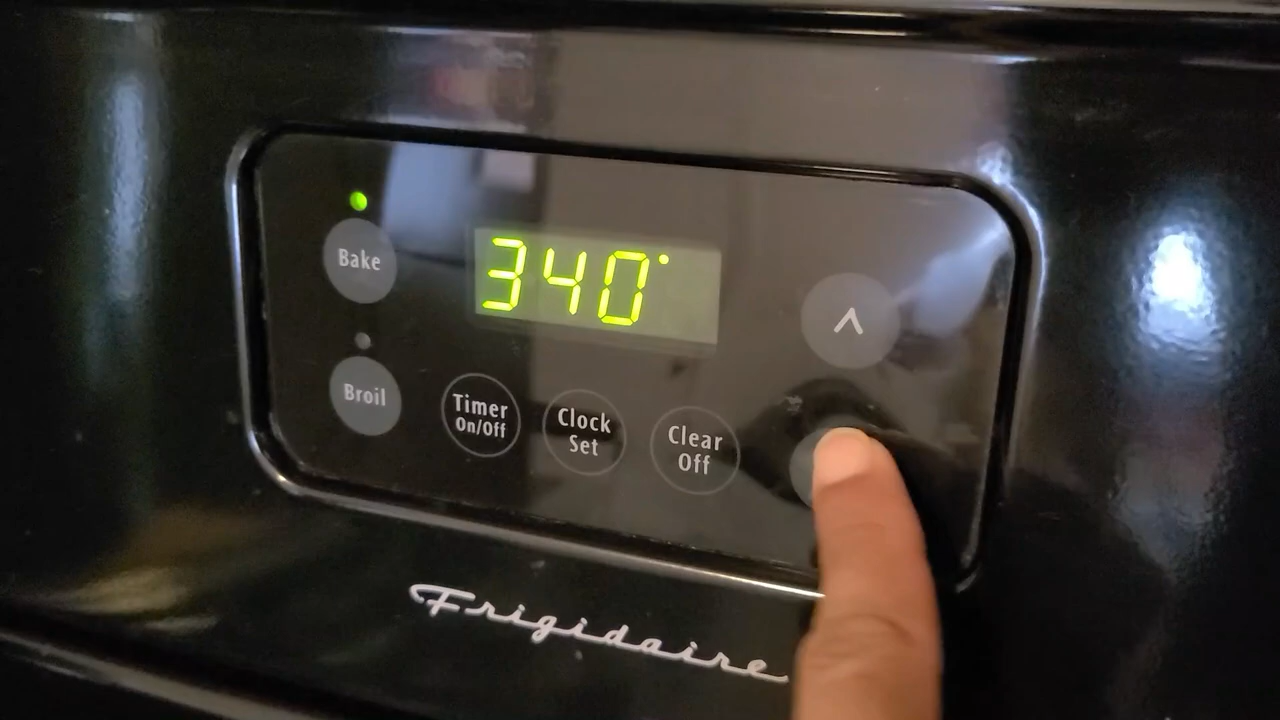 Bake
340°
Broil
Timer
On/Off
Clock
Set
Clear
Off
Frigidaire